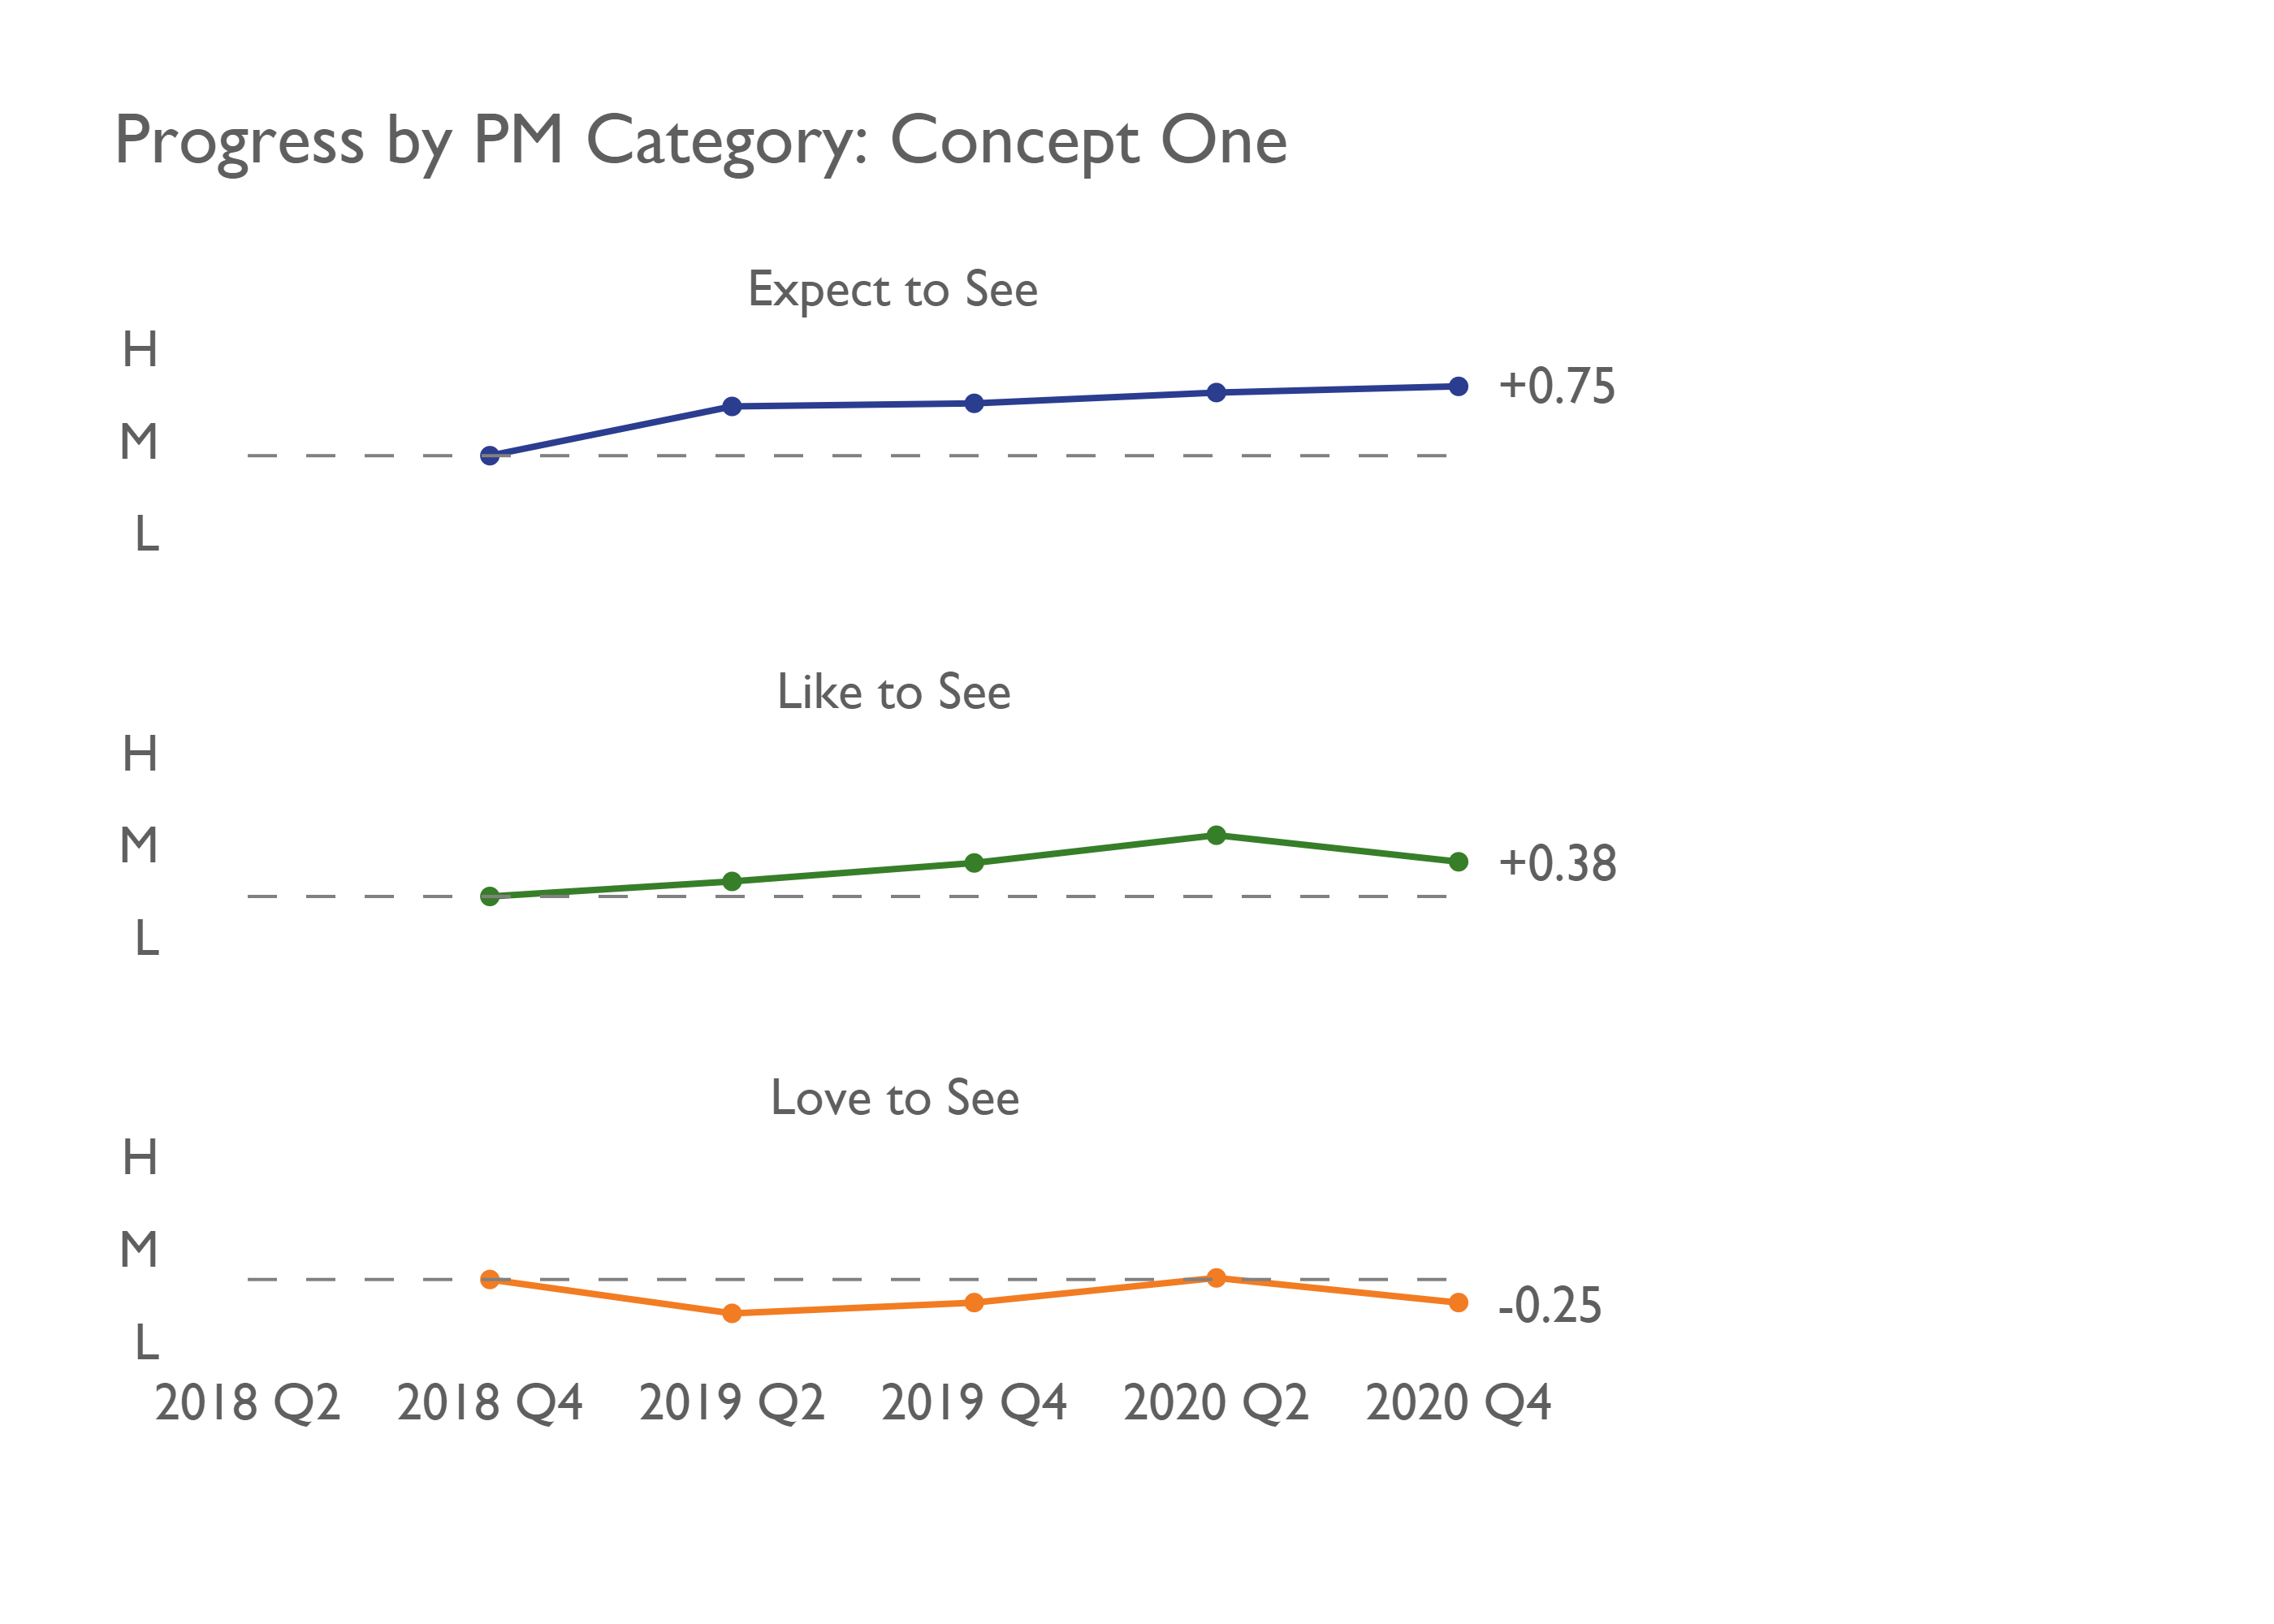 Progress by PM Category: Concept One
Expect to See
H
+0.75
M
L
Like to See
H
M
+0.38
L
Love to See
H
M
-0.25
L
2018 Q2 2018 Q4 2019 Q2 2019 Q4 2020 Q2 2020 Q4